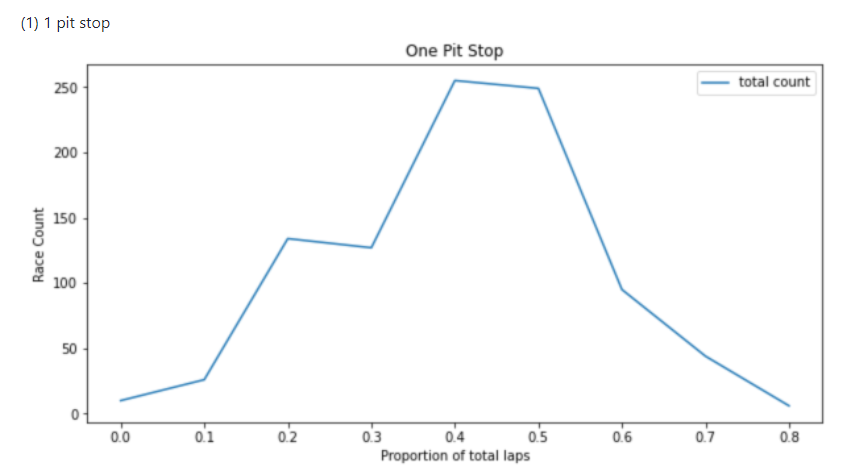 (1) 1 pit stop
One Pit Stop
total count
250
200
150
100
50
0
Race Count
0.0 0.1 0.2 0.3 0.4 0.5 0.6 0.7 0.8
Proportion of total laps